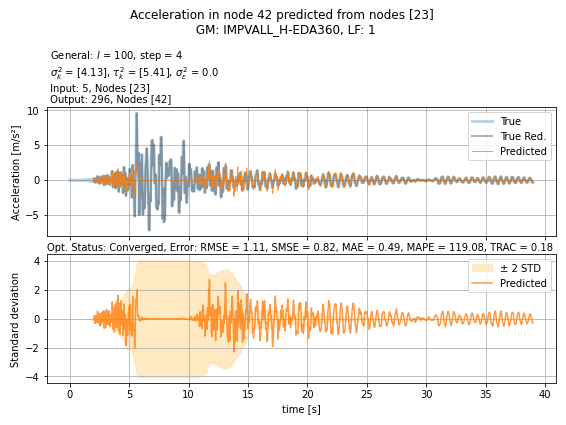 Acceleration in node 42 predicted from nodes [23]
GM: IMPVALL_H-EDA360, LF: 1
General: l = 100, step = 4
σ²ₖ = [4.13], τ²ₖ = [5.41], σ²ε = 0.0
Input: 5, Nodes [23]
Output: 296, Nodes [42]
Acceleration [m/s²]
10
5
0
−5
True
True Red.
Predicted
Opt. Status: Converged, Error: RMSE = 1.11, SMSE = 0.82, MAE = 0.49, MAPE = 119.08, TRAC = 0.18
Standard deviation
4
2
0
−2
−4
± 2 STD
Predicted
0 5 10 15 20 25 30 35 40
time [s]